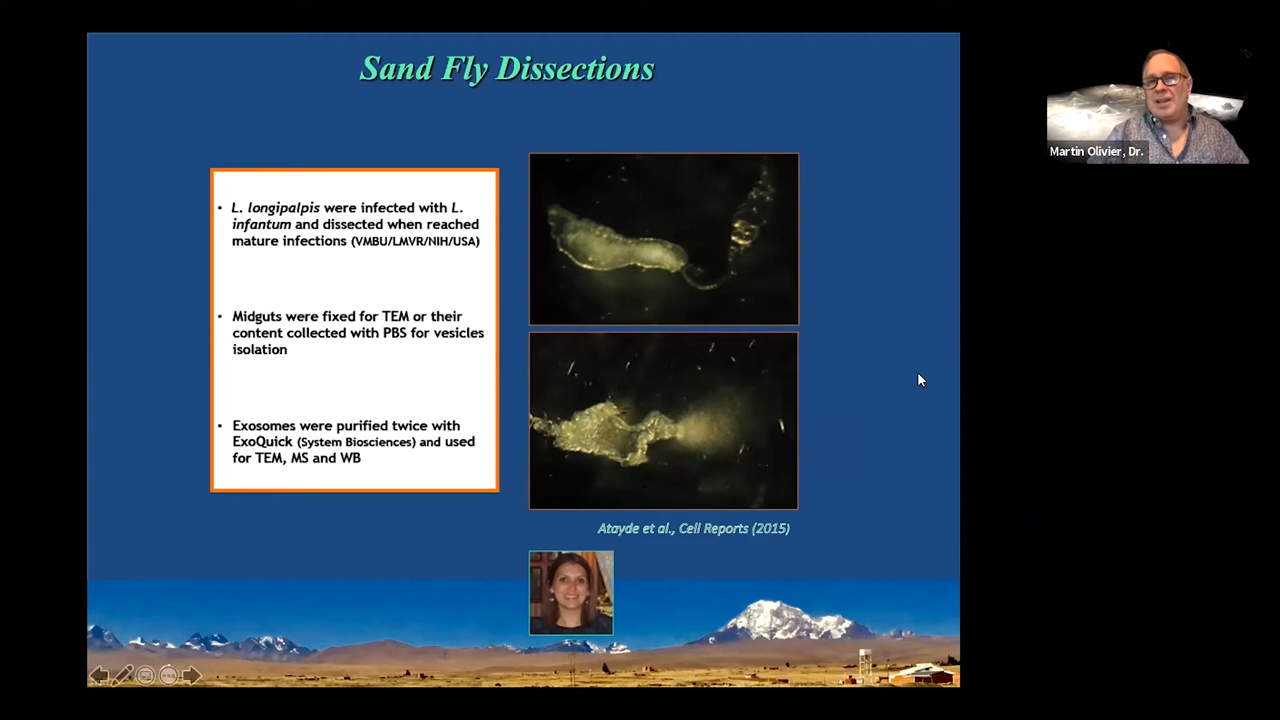 Sand Fly Dissections
Martin Olivier, Dr.
• L. longipalpis were infected with L.
infantum and dissected when reached
mature infections (VMBU/LMVR/NIH/USA)
• Midguts were fixed for TEM or their
content collected with PBS for vesicles
isolation
• Exosomes were purified twice with
ExoQuick (System Biosciences) and used
for TEM, MS and WB
Atayde et al., Cell Reports (2015)